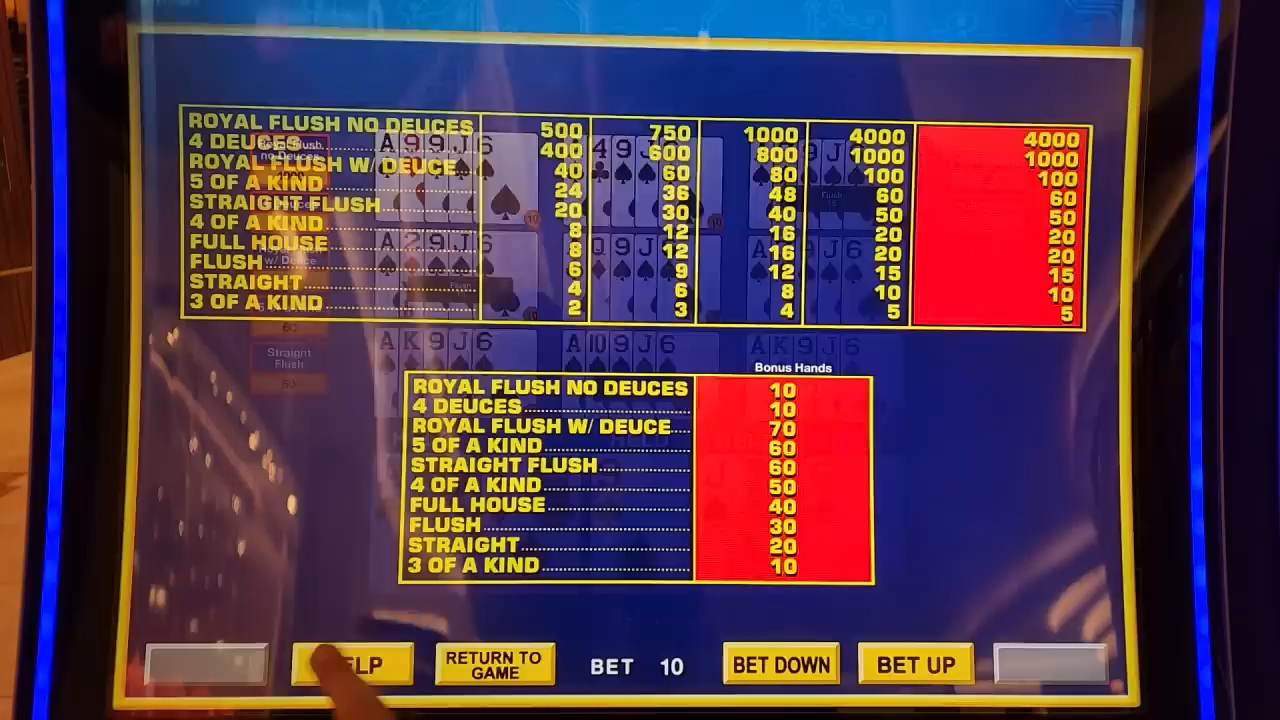 ROYAL FLUSH NO DEUCES 500 750 1000 4000 4000
4 DEUCES 400 600 800 1000 1000
ROYAL FLUSH W/ DEUCE 40 60 80 100 100
5 OF A KIND 24 36 48 60 60
STRAIGHT FLUSH 20 30 40 50 50
4 OF A KIND 8 12 16 20 20
FULL HOUSE 8 12 16 20 20
FLUSH 6 9 12 15 15
STRAIGHT 4 6 8 10 10
3 OF A KIND 2 3 4 5 5
Straight
Flush
50
Bonus Hands
ROYAL FLUSH NO DEUCES 10
4 DEUCES 10
ROYAL FLUSH W/ DEUCE 70
5 OF A KIND 60
STRAIGHT FLUSH 60
4 OF A KIND 50
FULL HOUSE 40
FLUSH 30
STRAIGHT 20
3 OF A KIND 10
RETURN TO
GAME
BET 10
BET DOWN
BET UP